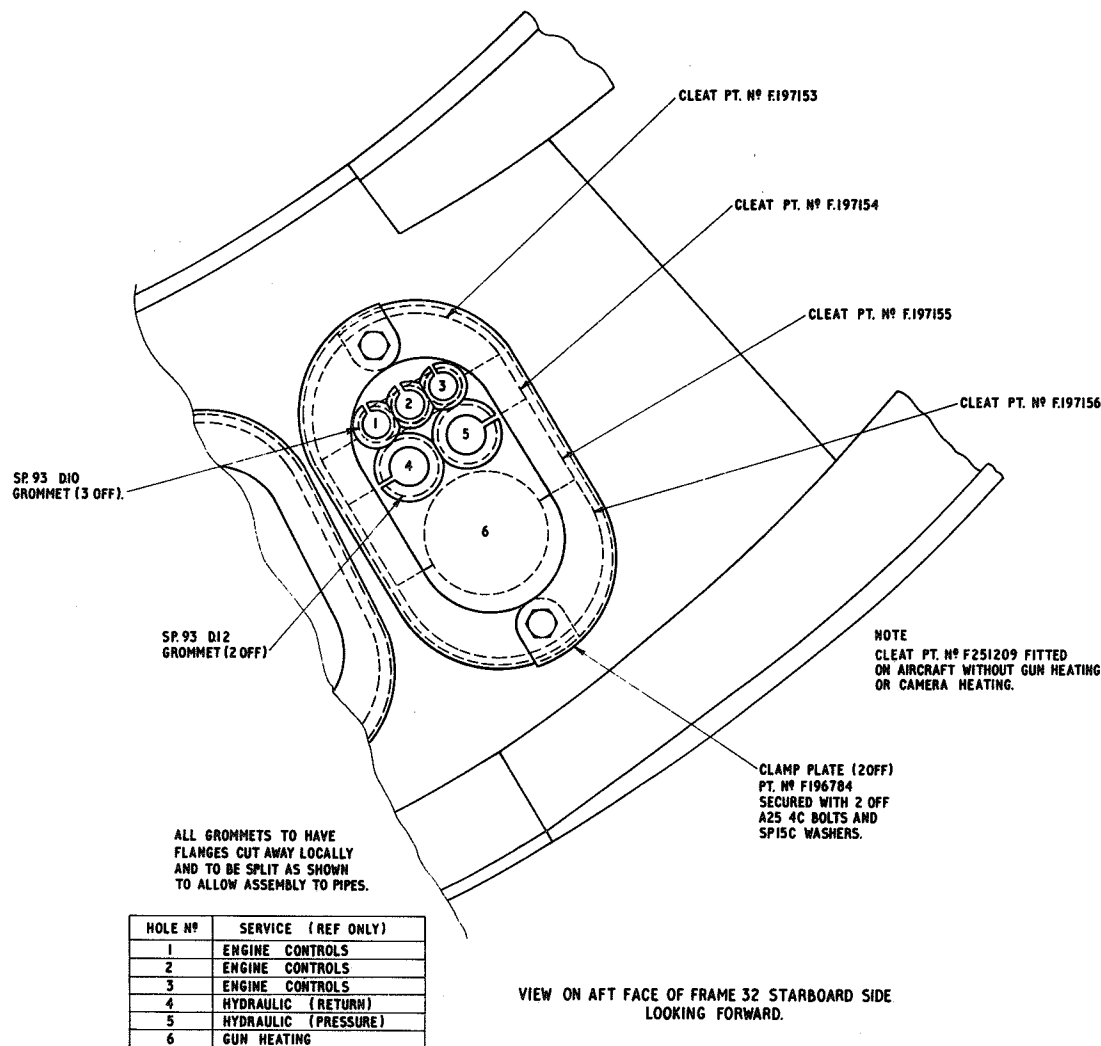 CLEAT PT. Nº F.197153
CLEAT PT. Nº F.197154
CLEAT PT. Nº F.197155
CLEAT PT. Nº F.197156
1
2
3
4
5
6
SP. 93 D.10
GROMMET (3 OFF).
SP. 93 D.12
GROMMET (2 OFF)
NOTE
CLEAT PT. Nº F251209 FITTED
ON AIRCRAFT WITHOUT GUN HEATING
OR CAMERA HEATING.
CLAMP PLATE (2 OFF)
PT. Nº F196784
SECURED WITH 2 OFF
A25 4C BOLTS AND
SP15C WASHERS.
ALL GROMMETS TO HAVE
FLANGES CUT AWAY LOCALLY
AND TO BE SPLIT AS SHOWN
TO ALLOW ASSEMBLY TO PIPES.
HOLE Nº SERVICE (REF ONLY)
1 ENGINE CONTROLS
2 ENGINE CONTROLS
3 ENGINE CONTROLS
4 HYDRAULIC (RETURN)
5 HYDRAULIC (PRESSURE)
6 GUN HEATING
VIEW ON AFT FACE OF FRAME 32 STARBOARD SIDE
LOOKING FORWARD.